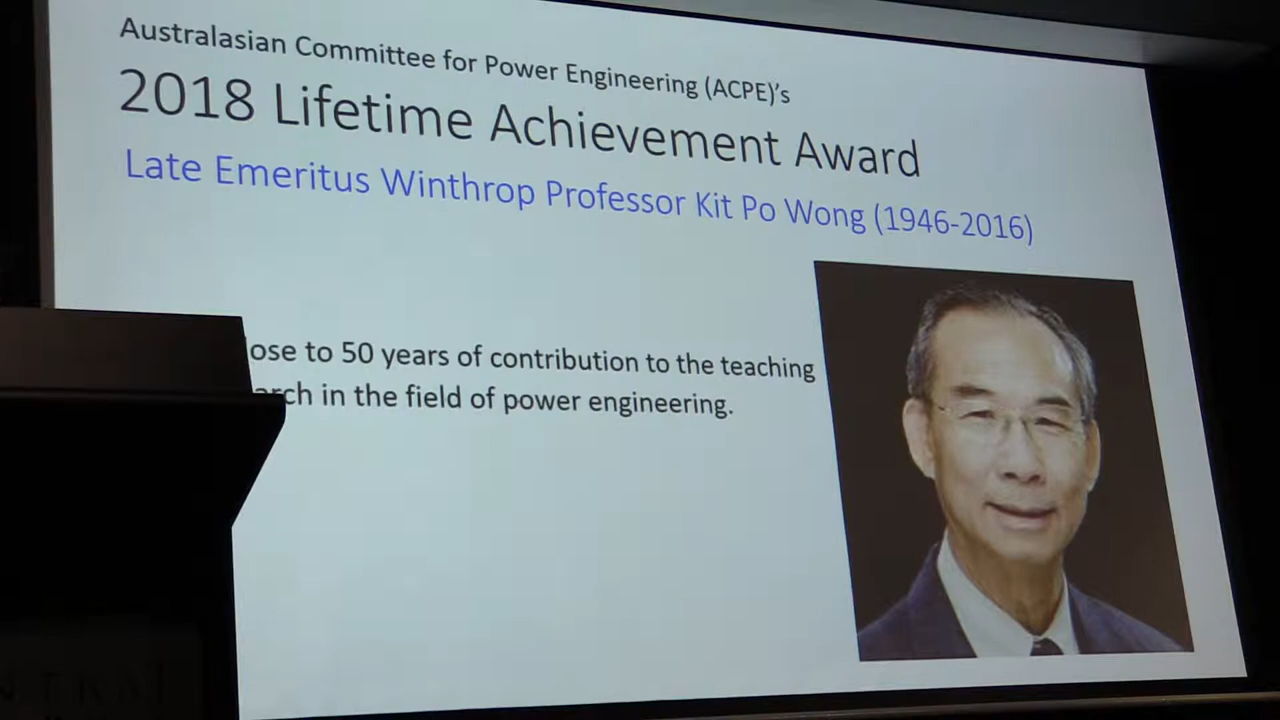 Australasian Committee for Power Engineering (ACPE)'s
2018 Lifetime Achievement Award
Late Emeritus Winthrop Professor Kit Po Wong (1946-2016)
ose to 50 years of contribution to the teaching
rch in the field of power engineering.